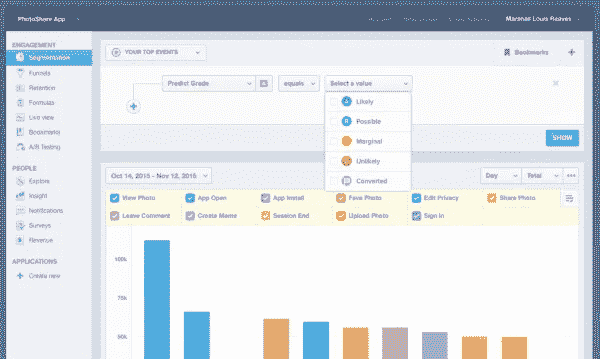 PhotoShare App
Marshall Louis Reaves
ENGAGEMENT
Segmentation
Funnels
Retention
Formulas
Live view
Bookmarks
A/B Testing
PEOPLE
Explore
Insight
Notifications
Surveys
Revenue
APPLICATIONS
Create new
YOUR TOP EVENTS
Bookmarks
Predict Grade A equals Select a value
A Likely
B Possible
Marginal
Unlikely
Converted
SHOW
Oct 14, 2015 - Nov 12, 2015
Day Total
View Photo App Open App Install Fave Photo Edit Privacy Share Photo
Leave Comment Create Meme Session End Upload Photo Sign In
100k
75k
50k